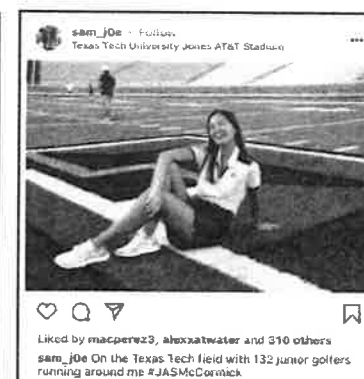 sam_j0e · Follow
Texas Tech University Jones AT&T Stadium
Liked by macperez3, alexxatwater and 310 others
sam_j0e On the Texas Tech field with 132 junior golfers
running around me #JASMcCormick